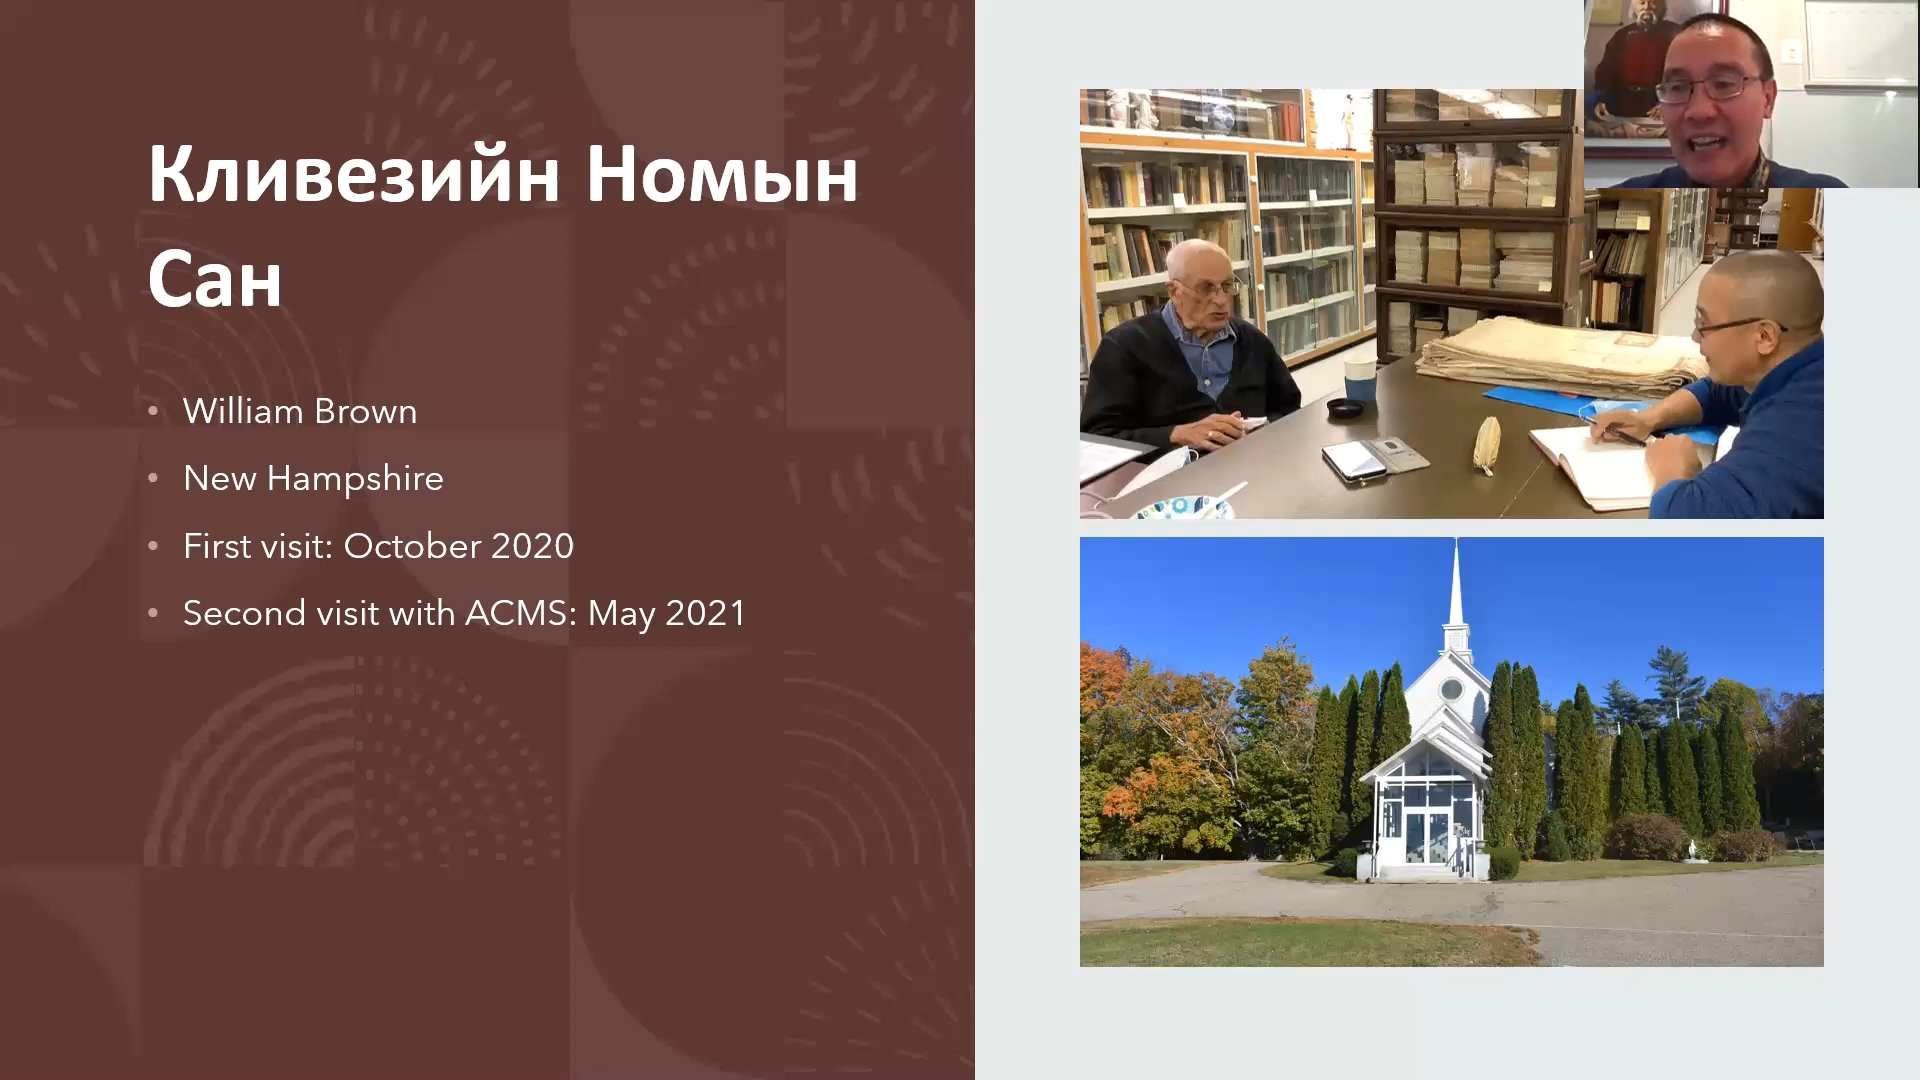 Кливезийн Номын
Сан
• William Brown
• New Hampshire
• First visit: October 2020
• Second visit with ACMS: May 2021